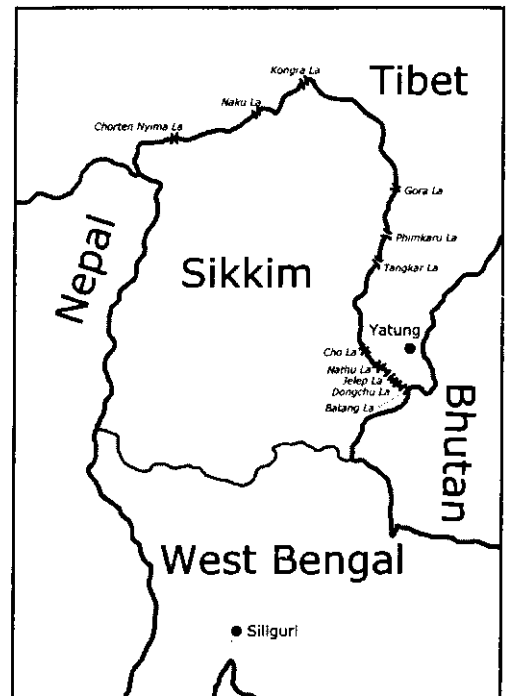 Kongra La
Tibet
Naku La
Chorten Nyima La
Gora La
Nepal
Phimkaru La
Sikkim
Tangkar La
Yatung
Cho La
Nathu La
Jelep La
Dongchu La
Batang La
Bhutan
West Bengal
Siliguri